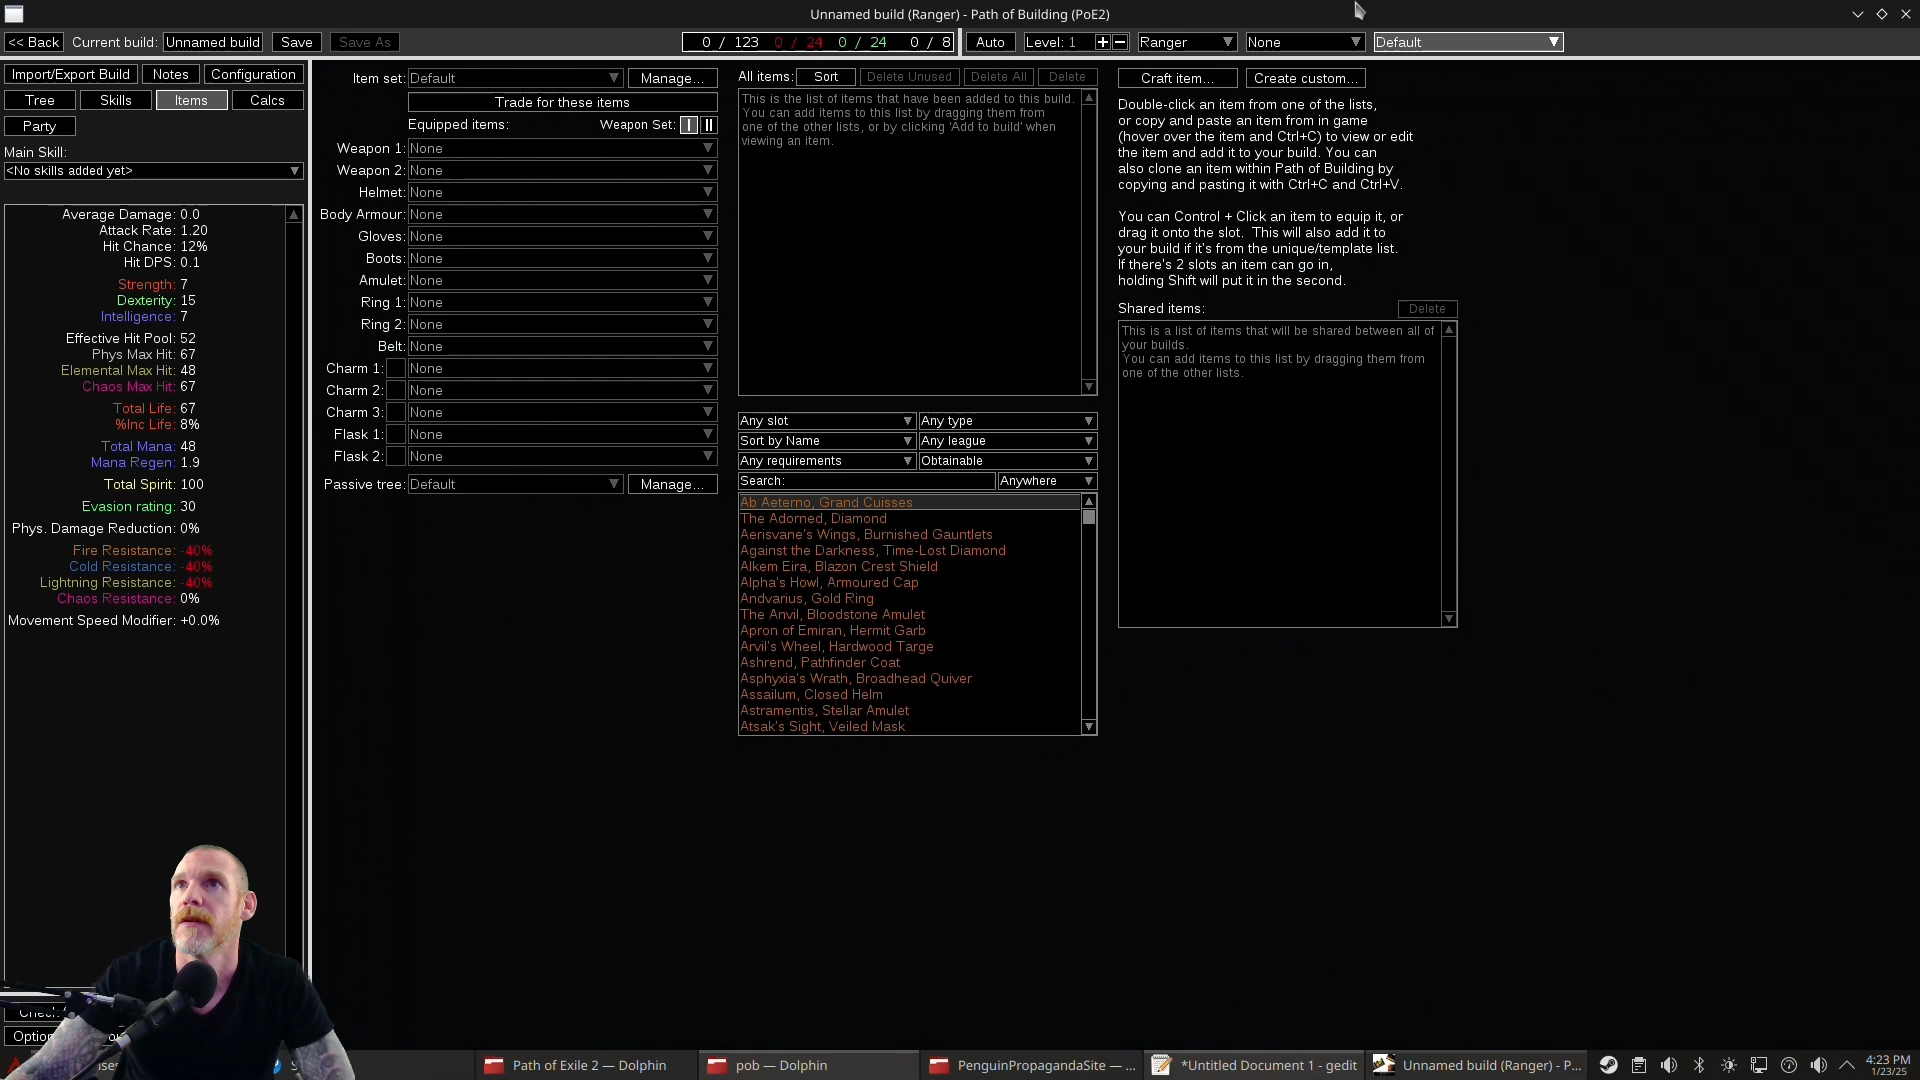 Unnamed build (Ranger) - Path of Building (PoE2)
<< Back Current build: Unnamed build Save Save As 0 / 123 0 / 24 0 / 24 0 / 8 Auto Level: 1 + - Ranger None Default
Import/Export Build Notes Configuration
Tree Skills Items Calcs
Party
Main Skill:
<No skills added yet>
Average Damage: 0.0
Attack Rate: 1.20
Hit Chance: 12%
Hit DPS: 0.1
Strength: 7
Dexterity: 15
Intelligence: 7
Effective Hit Pool: 52
Phys Max Hit: 67
Elemental Max Hit: 48
Chaos Max Hit: 67
Total Life: 67
%Inc Life: 8%
Total Mana: 48
Mana Regen: 1.9
Total Spirit: 100
Evasion rating: 30
Phys. Damage Reduction: 0%
Fire Resistance: -40%
Cold Resistance: -40%
Lightning Resistance: -40%
Chaos Resistance: 0%
Movement Speed Modifier: +0.0%
Item set: Default Manage...
Trade for these items
Equipped items: Weapon Set: I II
Weapon 1: None
Weapon 2: None
Helmet: None
Body Armour: None
Gloves: None
Boots: None
Amulet: None
Ring 1: None
Ring 2: None
Belt: None
Charm 1: None
Charm 2: None
Charm 3: None
Flask 1: None
Flask 2: None
Passive tree: Default Manage...
All items: Sort Delete Unused Delete All Delete
This is the list of items that have been added to this build.
You can add items to this list by dragging them from
one of the other lists, or by clicking 'Add to build' when
viewing an item.
Any slot Any type
Sort by Name Any league
Any requirements Obtainable
Search: Anywhere
Ab Aeterno, Grand Cuisses
The Adorned, Diamond
Aerisvane's Wings, Burnished Gauntlets
Against the Darkness, Time-Lost Diamond
Alkem Eira, Blazon Crest Shield
Alpha's Howl, Armoured Cap
Andvarius, Gold Ring
The Anvil, Bloodstone Amulet
Apron of Emiran, Hermit Garb
Arvil's Wheel, Hardwood Targe
Ashrend, Pathfinder Coat
Asphyxia's Wrath, Broadhead Quiver
Assailum, Closed Helm
Astramentis, Stellar Amulet
Atsak's Sight, Veiled Mask
Craft item... Create custom...
Double-click an item from one of the lists,
or copy and paste an item from in game
(hover over the item and Ctrl+C) to view or edit
the item and add it to your build. You can
also clone an item within Path of Building by
copying and pasting it with Ctrl+C and Ctrl+V.
You can Control + Click an item to equip it, or
drag it onto the slot. This will also add it to
your build if it's from the unique/template list.
If there's 2 slots an item can go in,
holding Shift will put it in the second.
Shared items: Delete
This is a list of items that will be shared between all of
your builds.
You can add items to this list by dragging them from
one of the other lists.
Path of Exile 2 — Dolphin pob — Dolphin PenguinPropagandaSite — ... *Untitled Document 1 - gedit Unnamed build (Ranger) - P...
4:23 PM
1/23/25